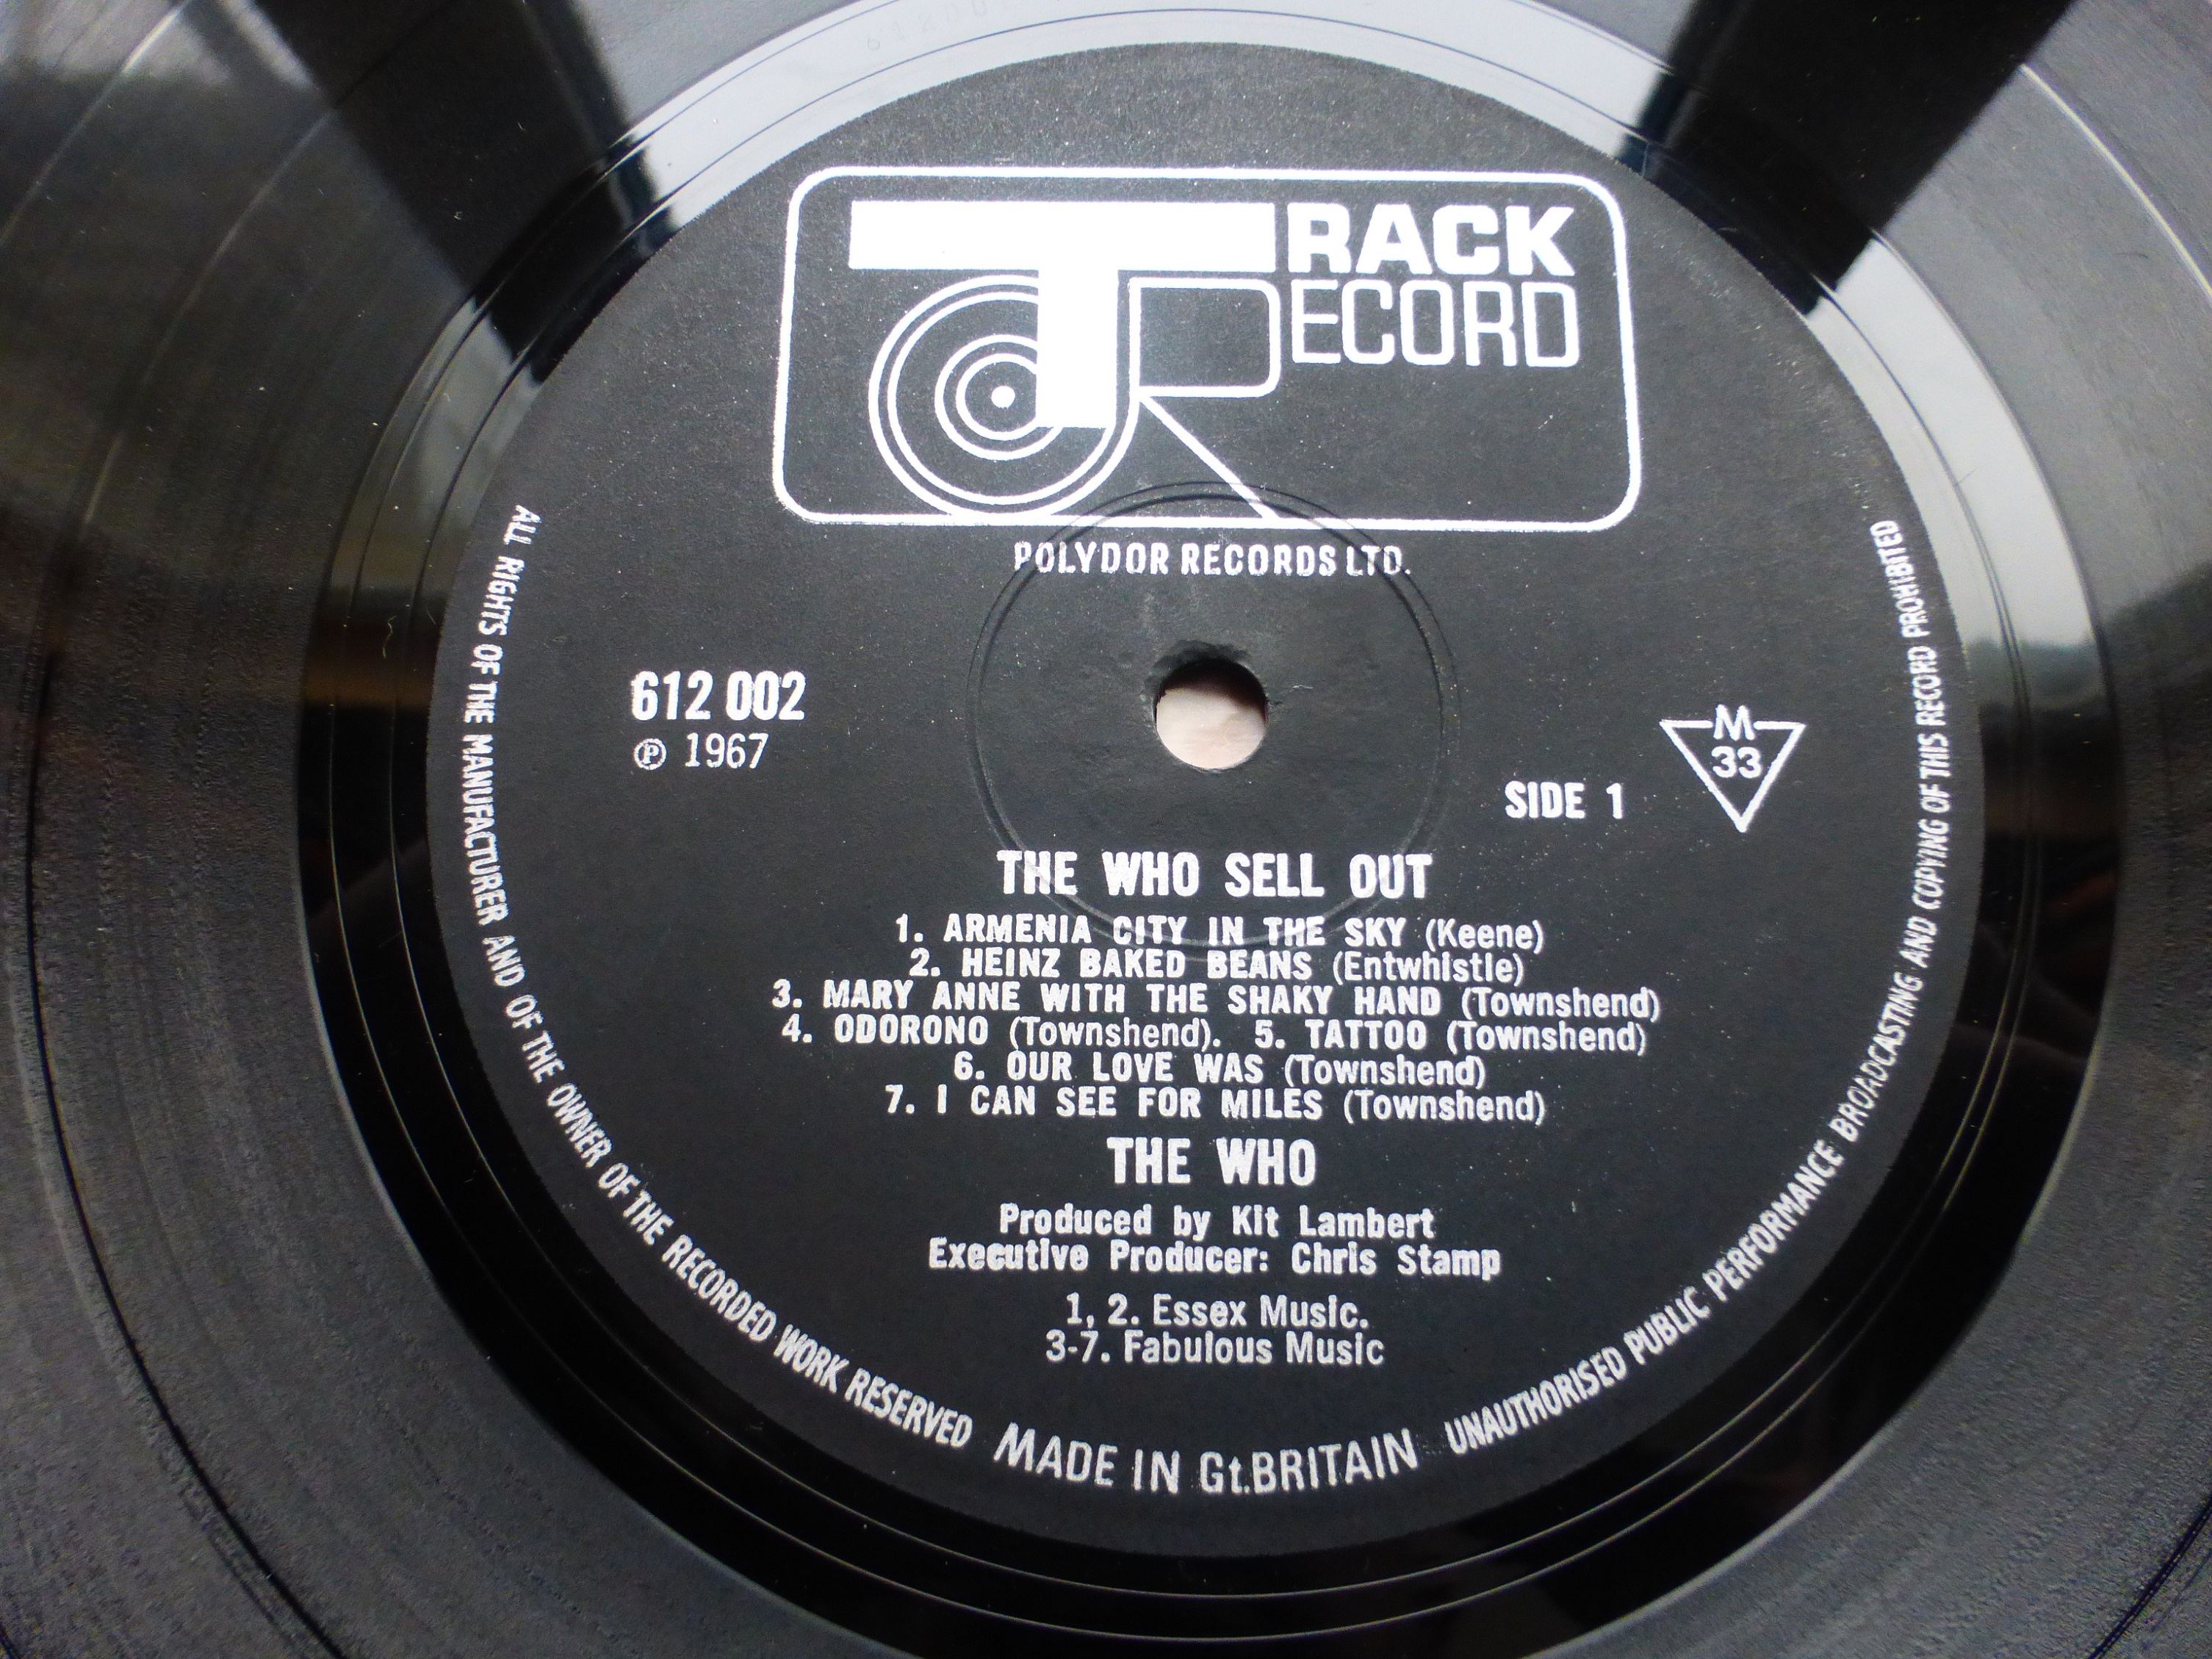 TRACK
RECORD
POLYDOR RECORDS LTD.
612 002
Ⓟ 1967
M
33
SIDE 1
THE WHO SELL OUT
1. ARMENIA CITY IN THE SKY (Keene)
2. HEINZ BAKED BEANS (Entwhistle)
3. MARY ANNE WITH THE SHAKY HAND (Townshend)
4. ODORONO (Townshend). 5. TATTOO (Townshend)
6. OUR LOVE WAS (Townshend)
7. I CAN SEE FOR MILES (Townshend)
THE WHO
Produced by Kit Lambert
Executive Producer: Chris Stamp
1, 2. Essex Music.
3-7. Fabulous Music
ALL RIGHTS OF THE MANUFACTURER AND OF THE OWNER OF THE RECORDED WORK RESERVED MADE IN Gt.BRITAIN UNAUTHORISED PUBLIC PERFORMANCE BROADCASTING AND COPYING OF THIS RECORD PROHIBITED